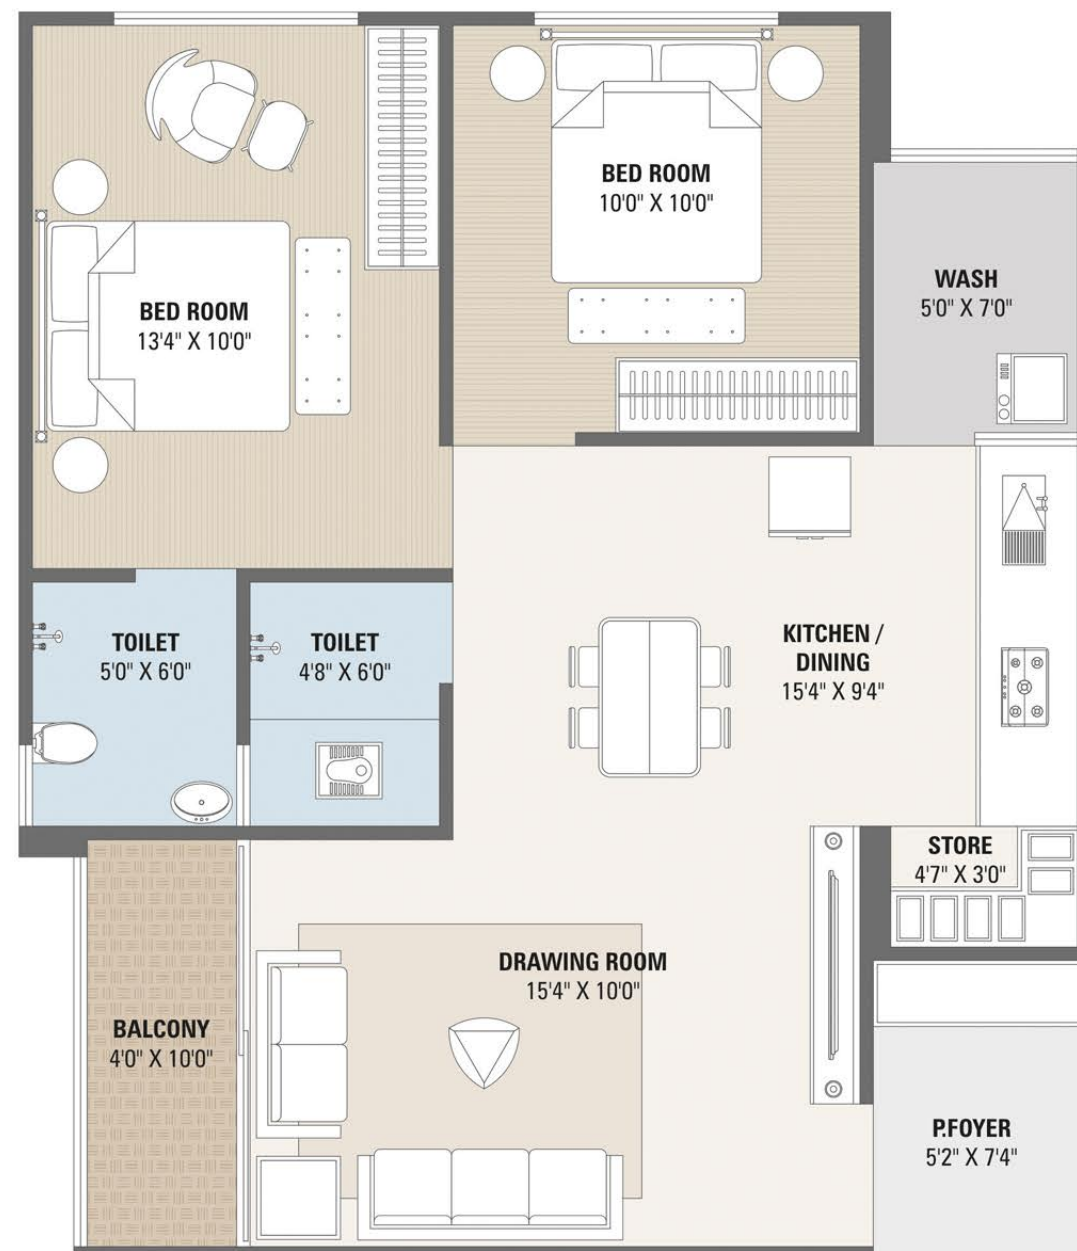 BED ROOM
10'0" X 10'0"
WASH
5'0" X 7'0"
BED ROOM
13'4" X 10'0"
TOILET
5'0" X 6'0"
TOILET
4'8" X 6'0"
KITCHEN /
DINING
15'4" X 9'4"
STORE
4'7" X 3'0"
DRAWING ROOM
15'4" X 10'0"
BALCONY
4'0" X 10'0"
P.FOYER
5'2" X 7'4"